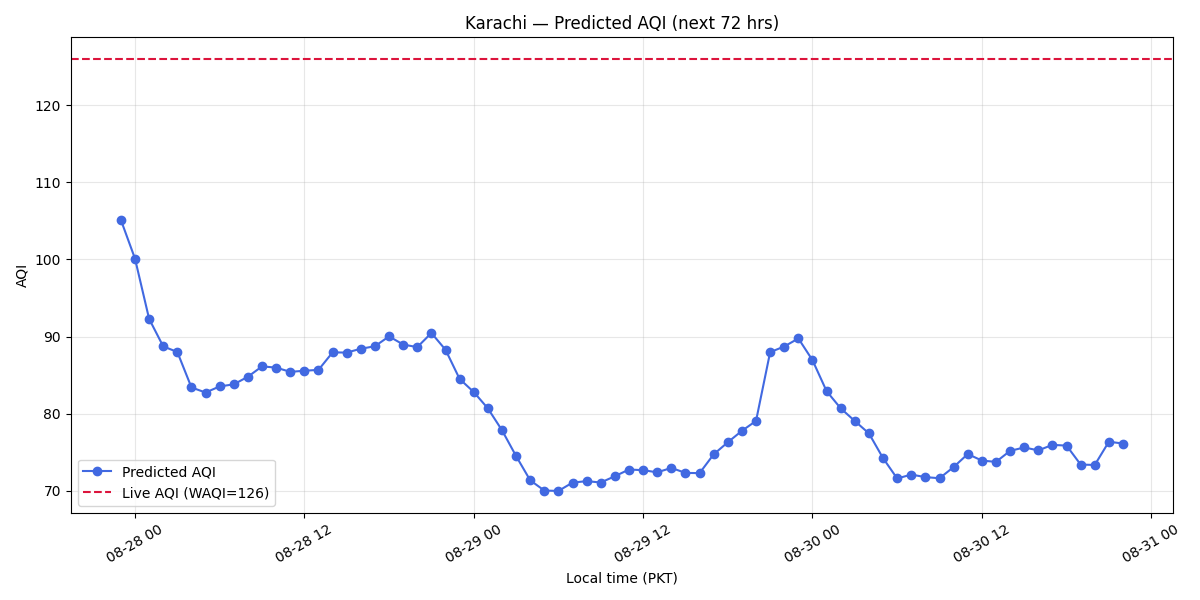 Karachi — Predicted AQI (next 72 hrs)
AQI
120
110
100
90
80
70
Predicted AQI
Live AQI (WAQI=126)
08-28 00
08-28 12
08-29 00
08-29 12
08-30 00
08-30 12
08-31 00
Local time (PKT)